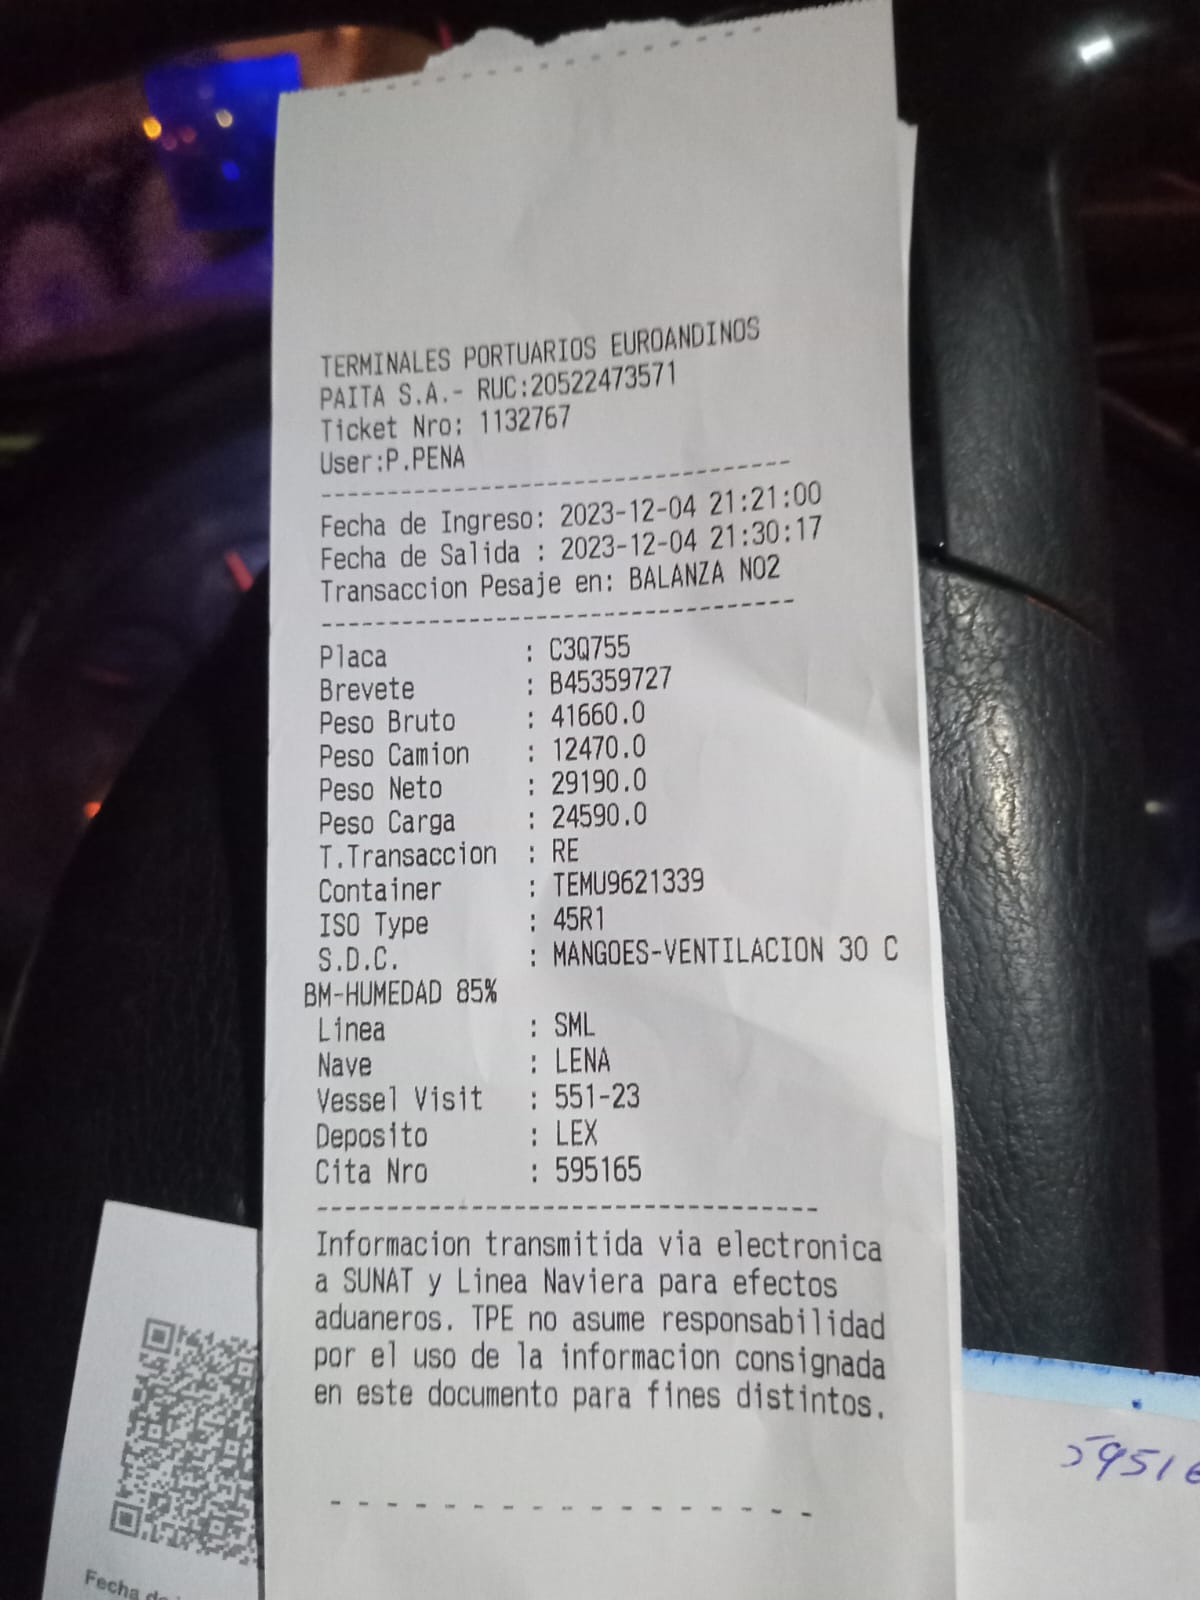 TERMINALES PORTUARIOS EUROANDINOS
PAITA S.A.- RUC:20522473571
Ticket Nro: 1132767
User:P.PENA
-----------------------------------
Fecha de Ingreso: 2023-12-04 21:21:00
Fecha de Salida : 2023-12-04 21:30:17
Transaccion Pesaje en: BALANZA NO2
-----------------------------------
Placa : C3Q755
Brevete : B45359727
Peso Bruto : 41660.0
Peso Camion : 12470.0
Peso Neto : 29190.0
Peso Carga : 24590.0
T.Transaccion : RE
Container : TEMU9621339
ISO Type : 45R1
S.D.C. : MANGOES-VENTILACION 30 C
BM-HUMEDAD 85%
Linea : SML
Nave : LENA
Vessel Visit : 551-23
Deposito : LEX
Cita Nro : 595165
-----------------------------------
Informacion transmitida via electronica
a SUNAT y Linea Naviera para efectos
aduaneros. TPE no asume responsabilidad
por el uso de la informacion consignada
en este documento para fines distintos.
- - - - - - - - - - - - - - - - -
5951
Fecha